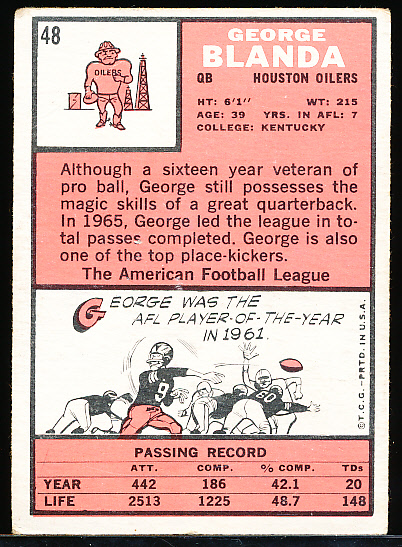 48
OILERS
GEORGE
BLANDA
QB HOUSTON OILERS
HT: 6'1" WT: 215
AGE: 39 YRS. IN AFL: 7
COLLEGE: KENTUCKY
Although a sixteen year veteran of
pro ball, George still possesses the
magic skills of a great quarterback.
In 1965, George led the league in to-
tal passes completed. George is also
one of the top place-kickers.
The American Football League
GEORGE WAS THE
AFL PLAYER-OF-THE-YEAR
IN 1961.
9
60
© T.C.G.-PRTD. IN U.S.A.
PASSING RECORD
ATT. COMP. % COMP. TDs
YEAR 442 186 42.1 20
LIFE 2513 1225 48.7 148